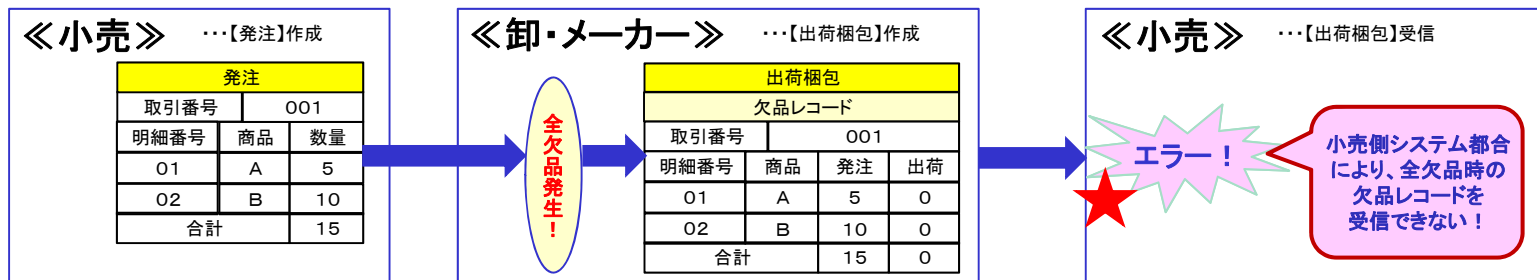 ≪小売≫ ・・・【発注】作成
発注
取引番号 001
明細番号 商品 数量
01 A 5
02 B 10
合計 15
≪卸・メーカー≫ ・・・【出荷梱包】作成
全欠品発生！
出荷梱包
欠品レコード
取引番号 001
明細番号 商品 発注 出荷
01 A 5 0
02 B 10 0
合計 15 0
≪小売≫ ・・・【出荷梱包】受信
エラー！
小売側システム都合
により、全欠品時の
欠品レコードを
受信できない！